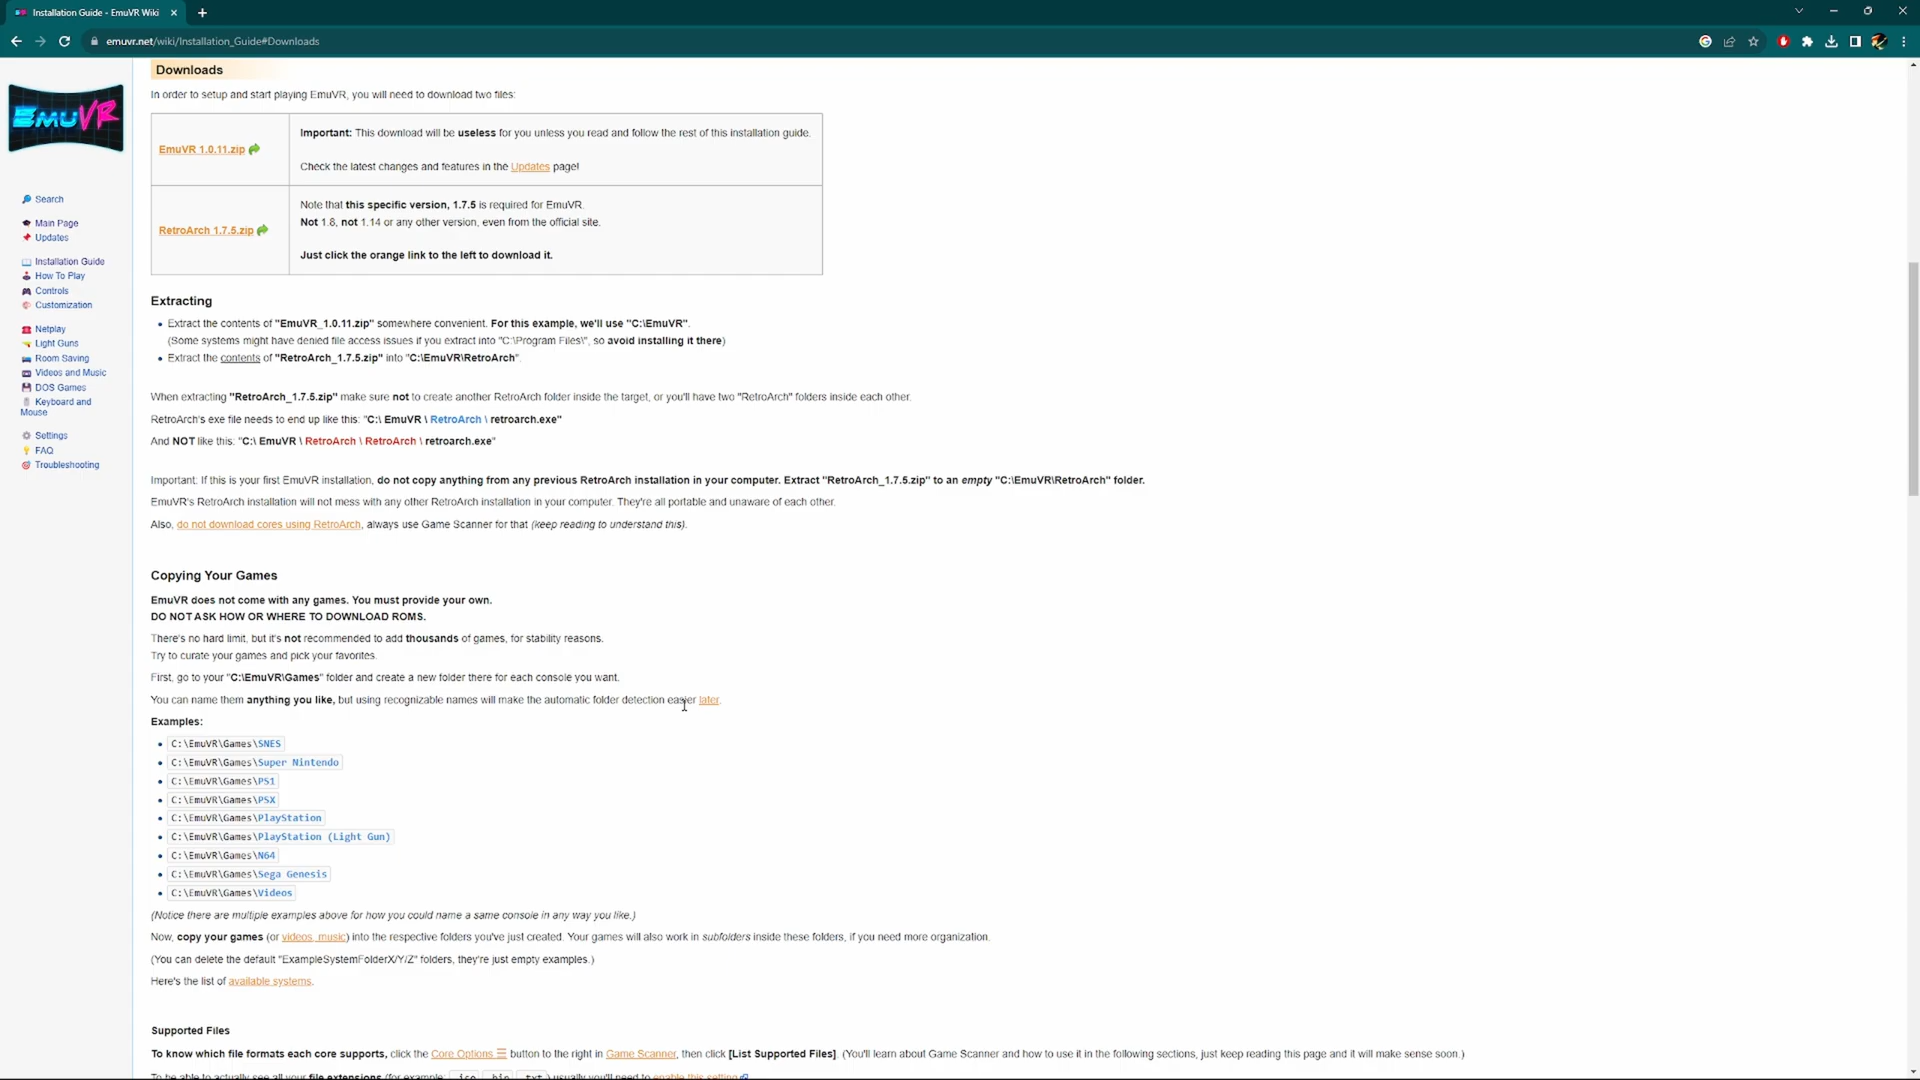 Installation Guide - EmuVR Wiki
emuvr.net/wiki/Installation_Guide#Downloads
EmuVR
Search
Main Page
Updates
Installation Guide
How To Play
Controls
Customization
Netplay
Light Guns
Room Saving
Videos and Music
DOS Games
Keyboard and
Mouse
Settings
FAQ
Troubleshooting
Downloads
In order to setup and start playing EmuVR, you will need to download two files:
EmuVR 1.0.11.zip
Important: This download will be useless for you unless you read and follow the rest of this installation guide.
Check the latest changes and features in the Updates page!
RetroArch 1.7.5.zip
Note that this specific version, 1.7.5 is required for EmuVR.
Not 1.8, not 1.14 or any other version, even from the official site.
Just click the orange link to the left to download it.
Extracting
Extract the contents of "EmuVR_1.0.11.zip" somewhere convenient. For this example, we'll use "C:\EmuVR".
(Some systems might have denied file access issues if you extract into "C:\Program Files\", so avoid installing it there)
Extract the contents of "RetroArch_1.7.5.zip" into "C:\EmuVR\RetroArch".
When extracting "RetroArch_1.7.5.zip" make sure not to create another RetroArch folder inside the target, or you'll have two "RetroArch" folders inside each other.
RetroArch's exe file needs to end up like this: "C:\ EmuVR \ RetroArch \ retroarch.exe"
And NOT like this: "C:\ EmuVR \ RetroArch \ RetroArch \ retroarch.exe"
Important: If this is your first EmuVR installation, do not copy anything from any previous RetroArch installation in your computer. Extract "RetroArch_1.7.5.zip" to an empty "C:\EmuVR\RetroArch" folder.
EmuVR's RetroArch installation will not mess with any other RetroArch installation in your computer. They're all portable and unaware of each other.
Also, do not download cores using RetroArch, always use Game Scanner for that (keep reading to understand this).
Copying Your Games
EmuVR does not come with any games. You must provide your own.
DO NOT ASK HOW OR WHERE TO DOWNLOAD ROMS.
There's no hard limit, but it's not recommended to add thousands of games, for stability reasons.
Try to curate your games and pick your favorites.
First, go to your "C:\EmuVR\Games" folder and create a new folder there for each console you want.
You can name them anything you like, but using recognizable names will make the automatic folder detection easier later.
Examples:
C:\EmuVR\Games\SNES
C:\EmuVR\Games\Super Nintendo
C:\EmuVR\Games\PS1
C:\EmuVR\Games\PSX
C:\EmuVR\Games\PlayStation
C:\EmuVR\Games\PlayStation (Light Gun)
C:\EmuVR\Games\N64
C:\EmuVR\Games\Sega Genesis
C:\EmuVR\Games\Videos
(Notice there are multiple examples above for how you could name a same console in any way you like.)
Now, copy your games (or videos, music) into the respective folders you've just created. Your games will also work in subfolders inside these folders, if you need more organization.
(You can delete the default "ExampleSystemFolderX/Y/Z" folders, they're just empty examples.)
Here's the list of available systems.
Supported Files
To know which file formats each core supports, click the Core Options ☰ button to the right in Game Scanner, then click [List Supported Files]. (You'll learn about Game Scanner and how to use it in the following sections, just keep reading this page and it will make sense soon.)
To be able to actually see all your file extensions (for example: .iso .bin .txt ) usually you'll need to enable this setting